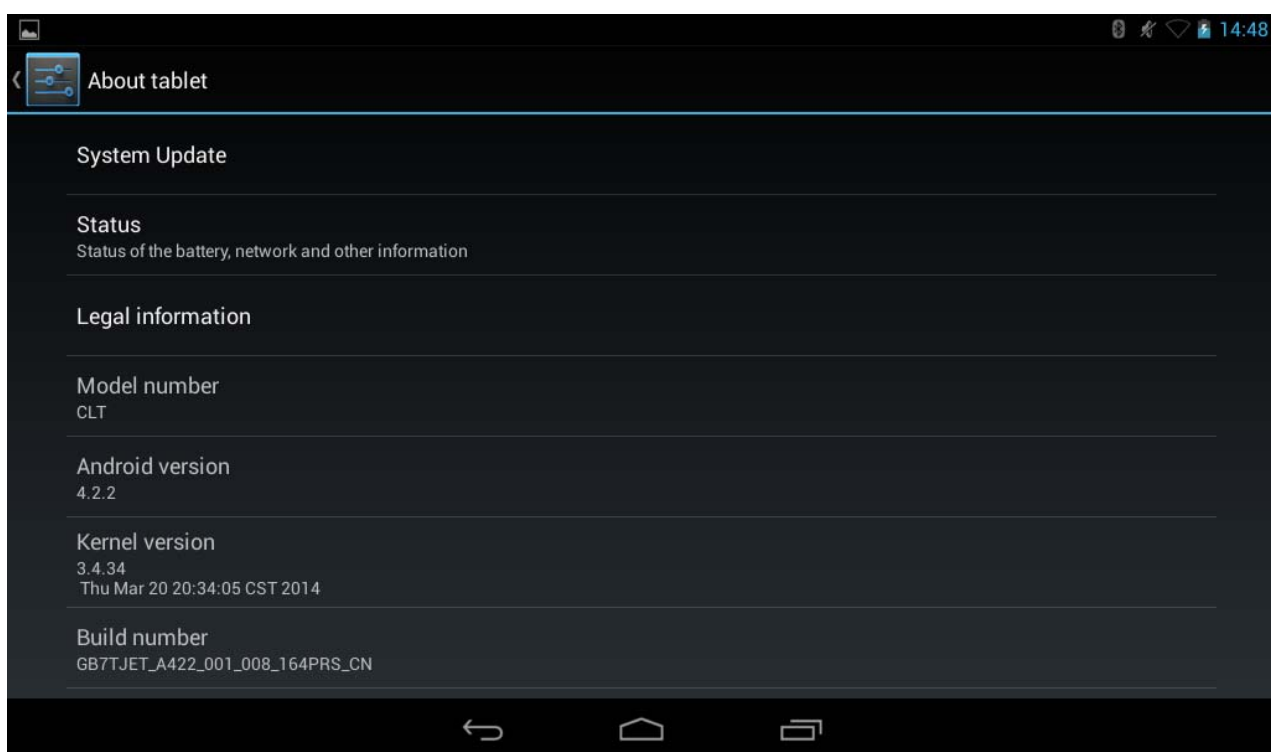 14:48
About tablet
System Update
Status
Status of the battery, network and other information
Legal information
Model number
CLT
Android version
4.2.2
Kernel version
3.4.34
Thu Mar 20 20:34:05 CST 2014
Build number
GB7TJET_A422_001_008_164PRS_CN